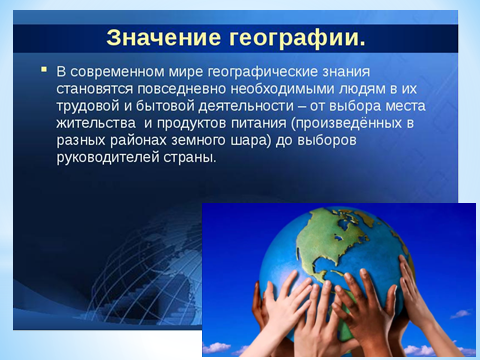 Значение географии.
В современном мире географические знания
становятся повседневно необходимыми людям в их
трудовой и бытовой деятельности – от выбора места
жительства и продуктов питания (произведённых в
разных районах земного шара) до выборов
руководителей страны.